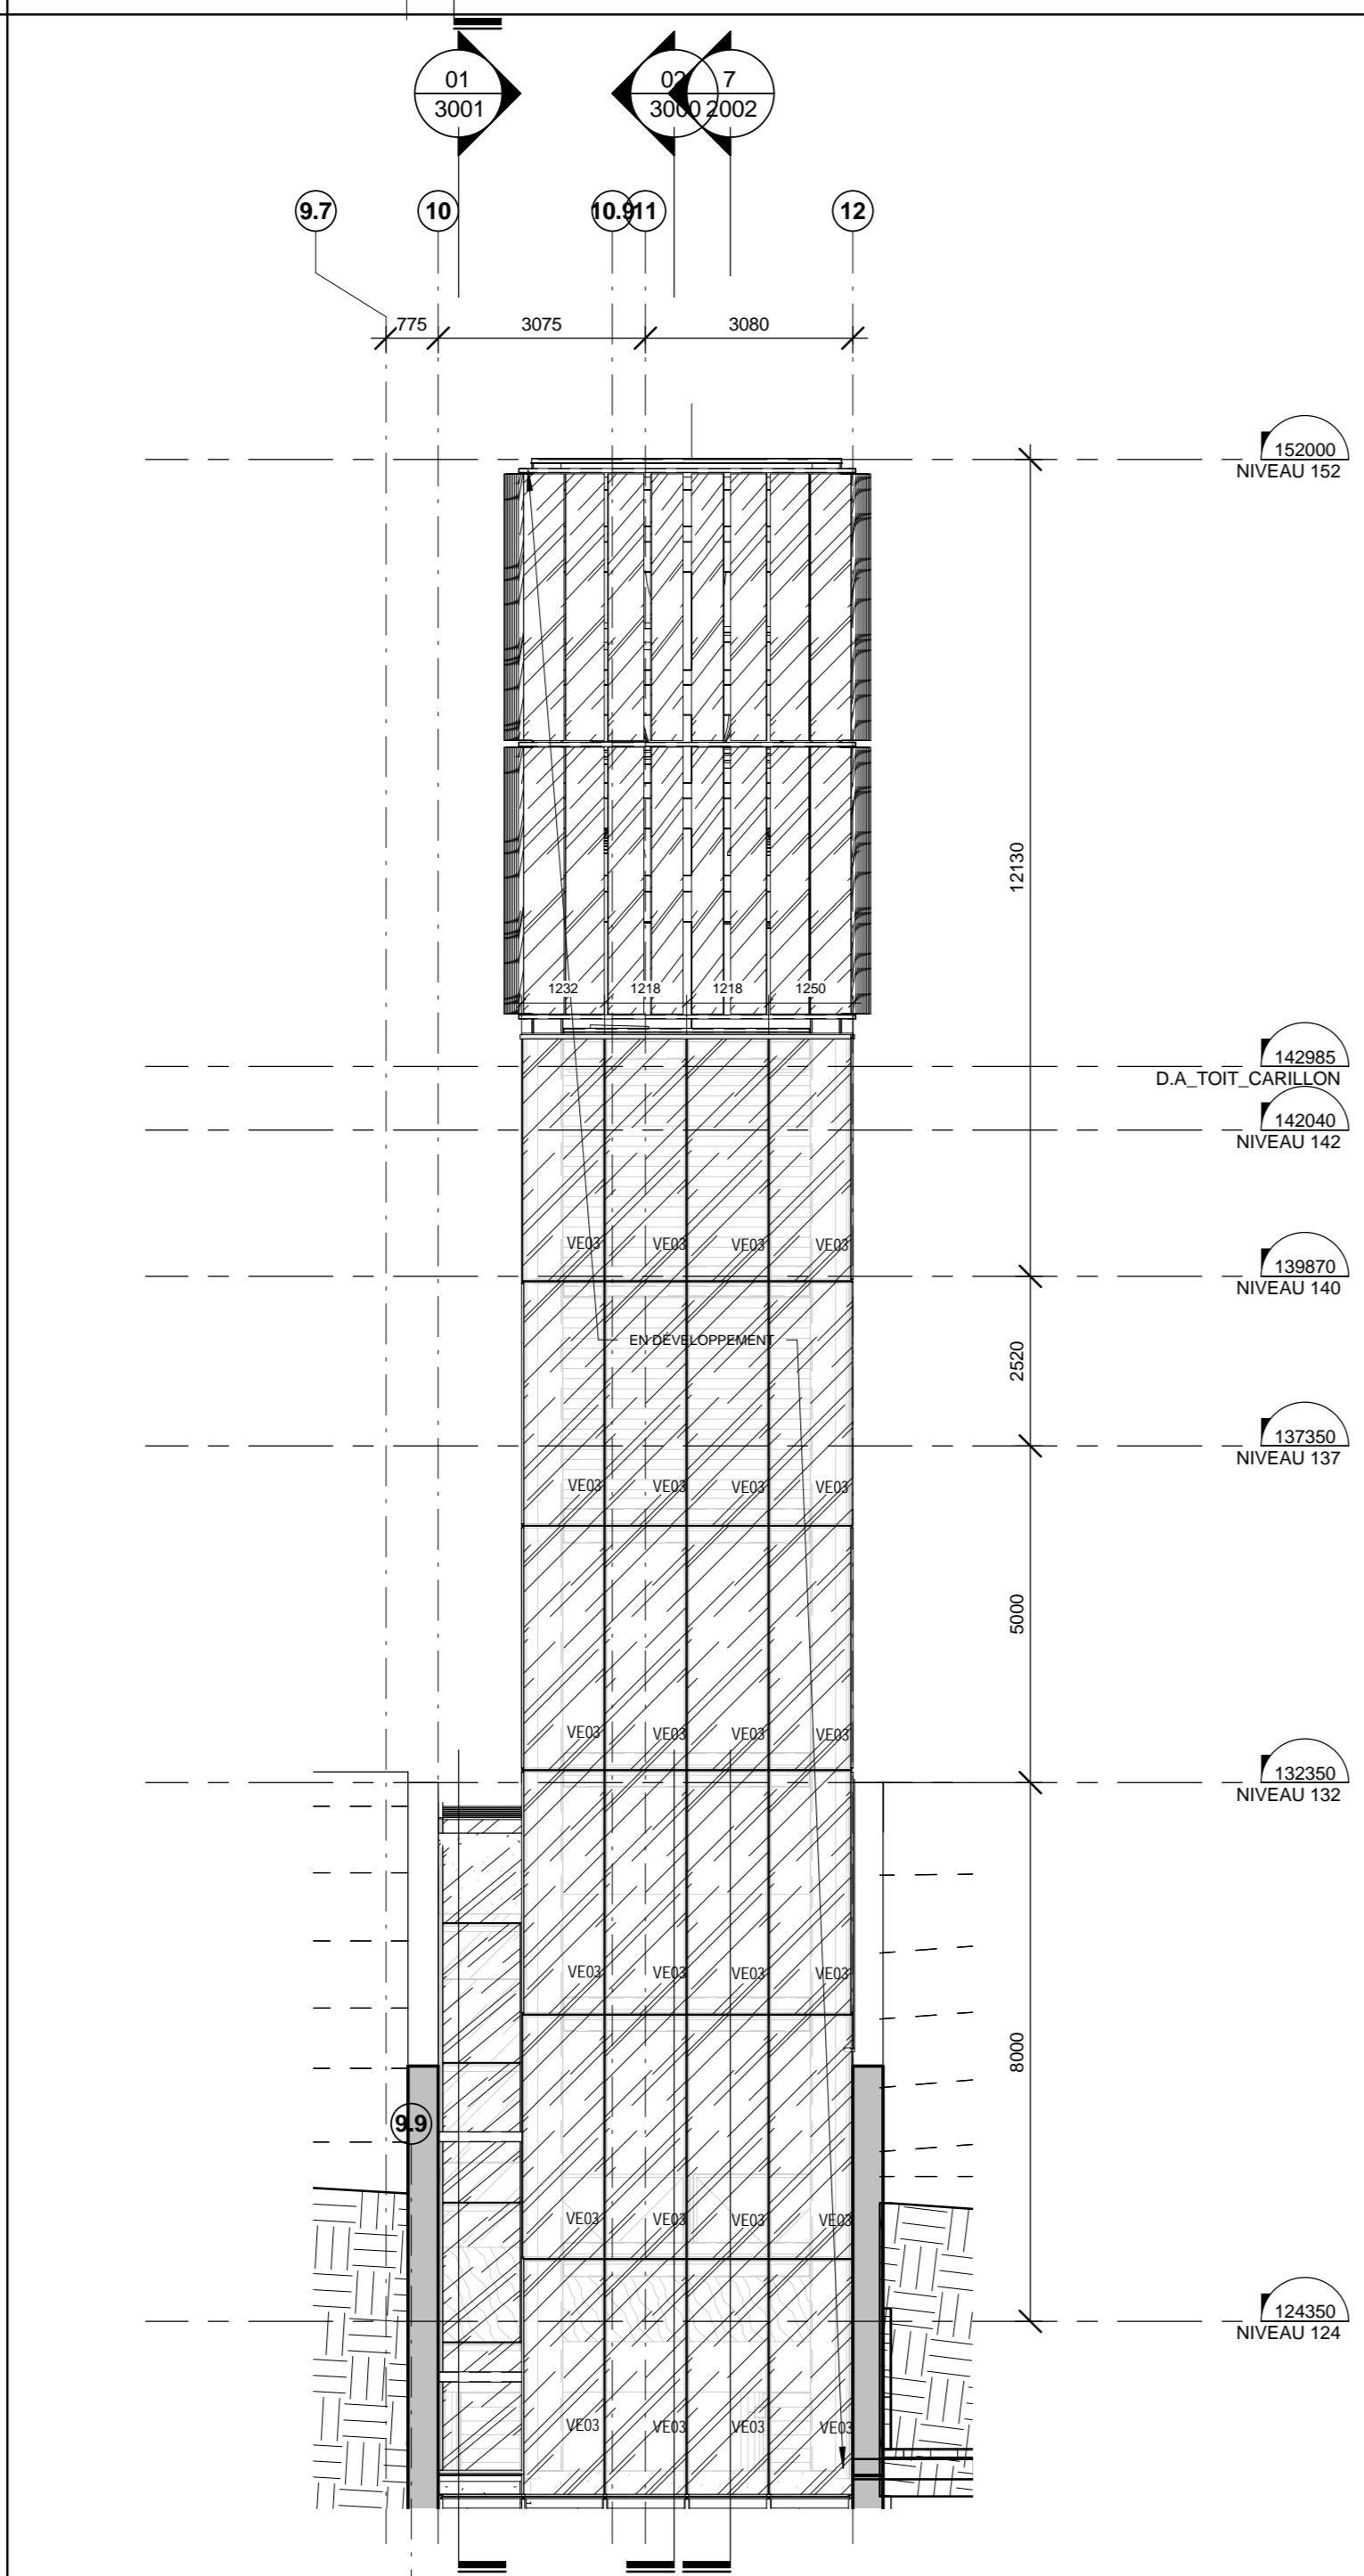 01
3001
02
3000
7
2002
9.7
10
10.9
11
12
775
3075
3080
152000
NIVEAU 152
12130
1232
1218
1218
1250
142985
D.A_TOIT_CARILLON
142040
NIVEAU 142
VE03 VE03 VE03 VE03
139870
NIVEAU 140
EN DÉVELOPPEMENT
2520
137350
NIVEAU 137
VE03 VE03 VE03 VE03
5000
VE03 VE03 VE03 VE03
132350
NIVEAU 132
VE03 VE03 VE03 VE03
8000
9.9
VE03 VE03 VE03 VE03
124350
NIVEAU 124
VE03 VE03 VE03 VE03